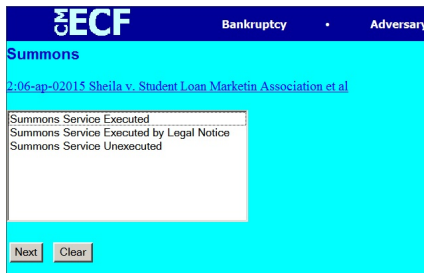 CM ECF Bankruptcy • Adversary
Summons
2:06-ap-02015 Sheila v. Student Loan Marketin Association et al
Summons Service Executed
Summons Service Executed by Legal Notice
Summons Service Unexecuted
Next Clear